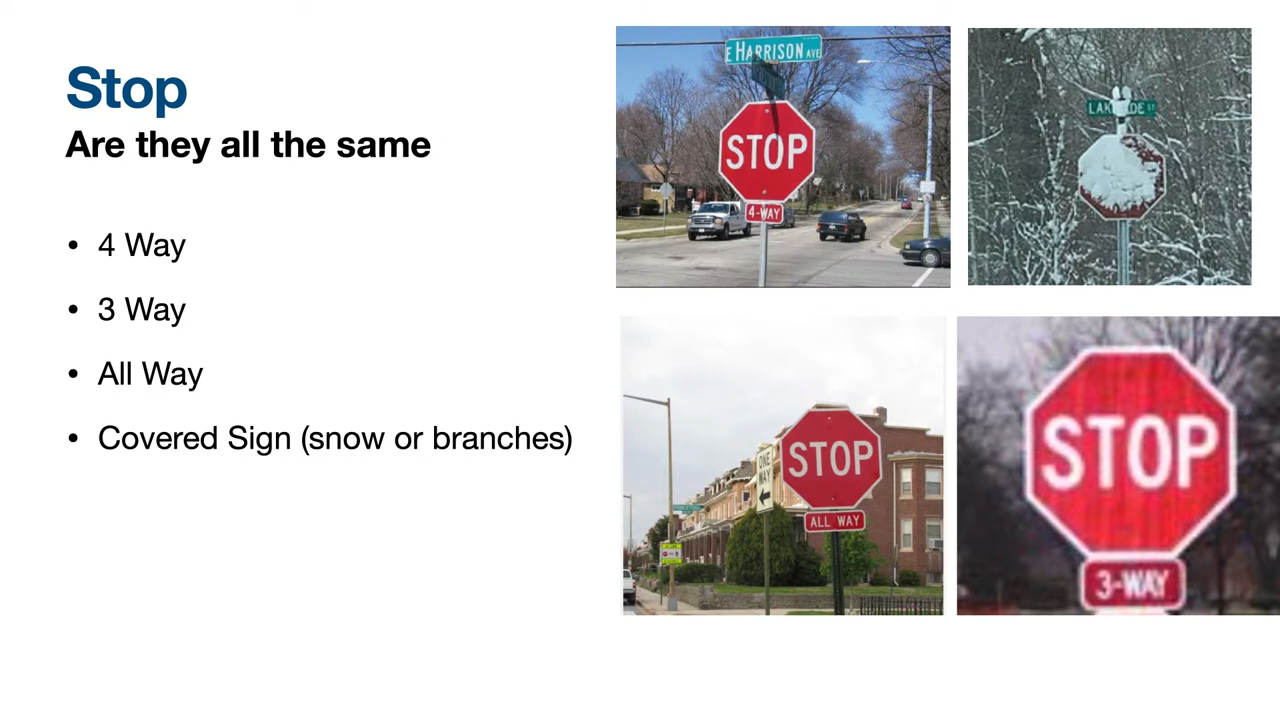 Stop
Are they all the same
• 4 Way
• 3 Way
• All Way
• Covered Sign (snow or branches)
E HARRISON AVE
STOP
4-WAY
ONE
WAY
STOP
ALL WAY
STOP
3-WAY